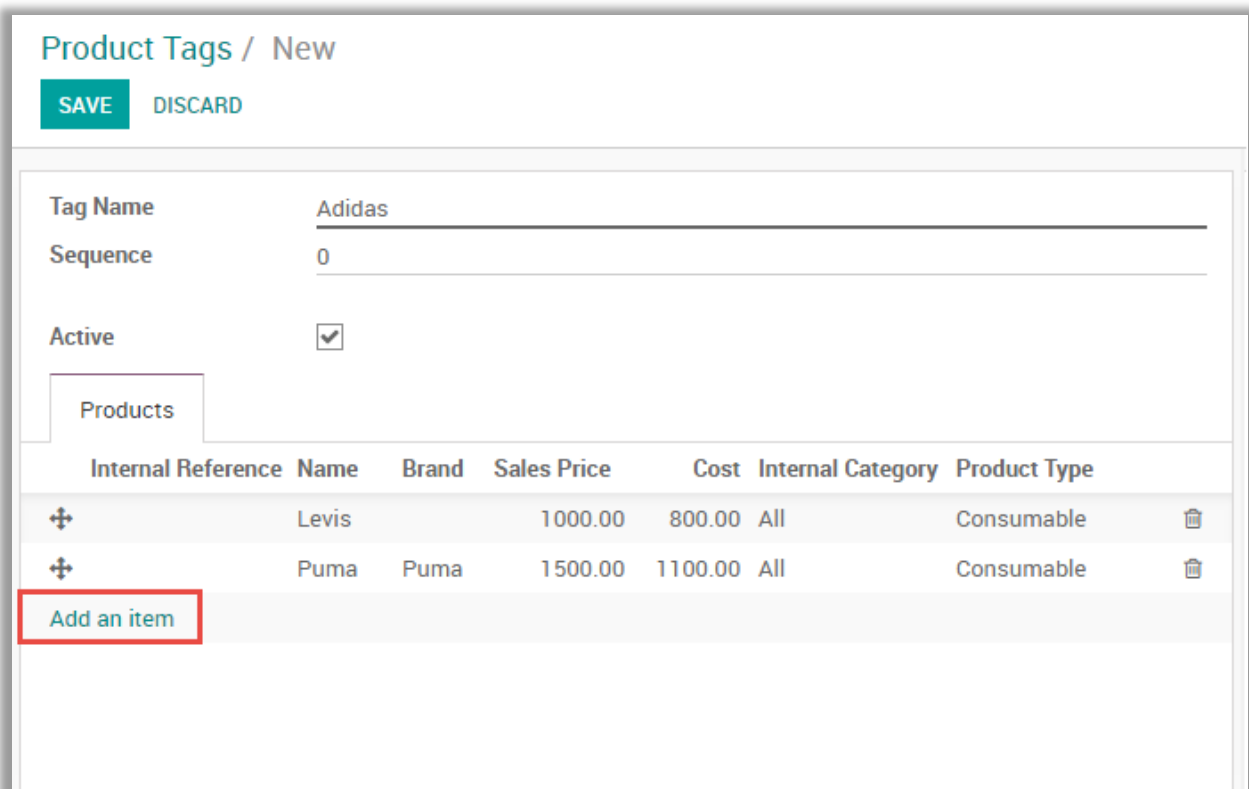 Product Tags / New
SAVE DISCARD
Tag Name Adidas
Sequence 0
Active
Products
Internal Reference Name Brand Sales Price Cost Internal Category Product Type
Levis 1000.00 800.00 All Consumable
Puma Puma 1500.00 1100.00 All Consumable
Add an item